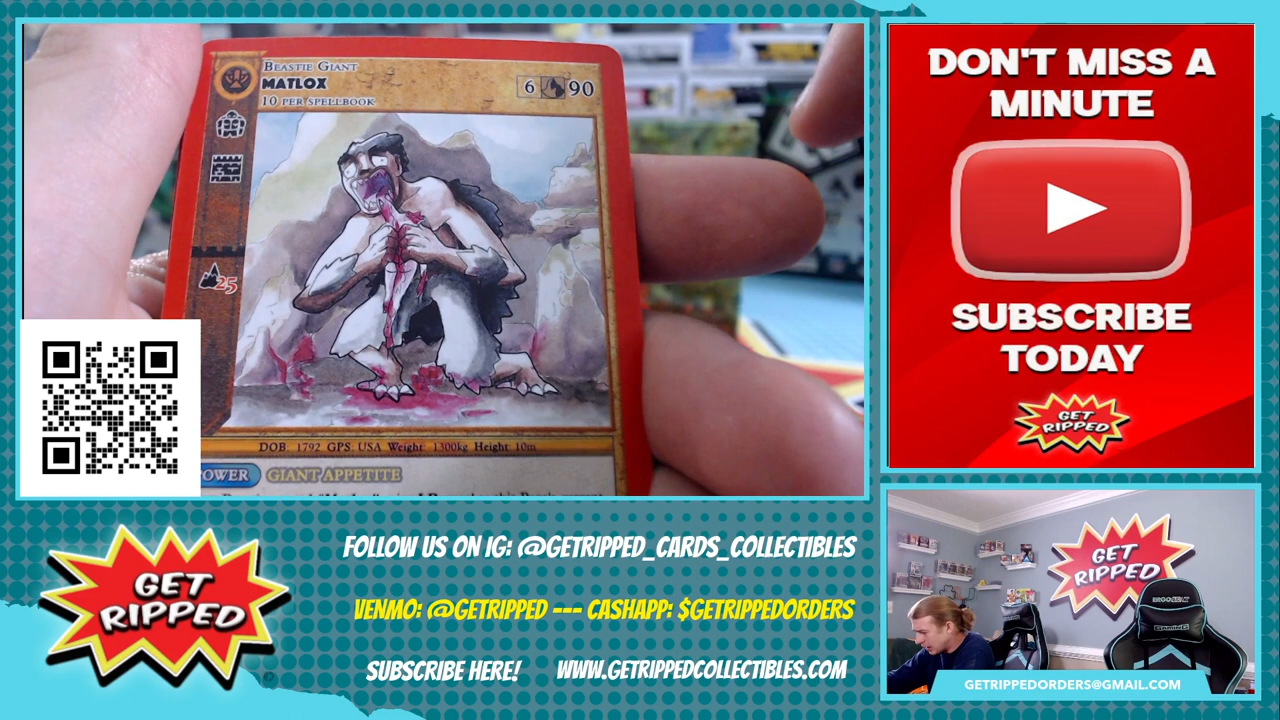 BEASTIE GIANT
MATLOX
10 PER SPELLBOOK
6 90
25
DOB: 1792 GPS: USA Weight: 1300kg Height: 10m
POWER GIANT APPETITE
DON'T MISS A
MINUTE
SUBSCRIBE
TODAY
GET
RIPPED
GET
RIPPED
FOLLOW US ON IG: @GETRIPPED_CARDS_COLLECTIBLES
VENMO: @GETRIPPED --- CASHAPP: $GETRIPPEDORDERS
SUBSCRIBE HERE! WWW.GETRIPPEDCOLLECTIBLES.COM
GET
RIPPED
GAMING
GETRIPPEDORDERS@GMAIL.COM